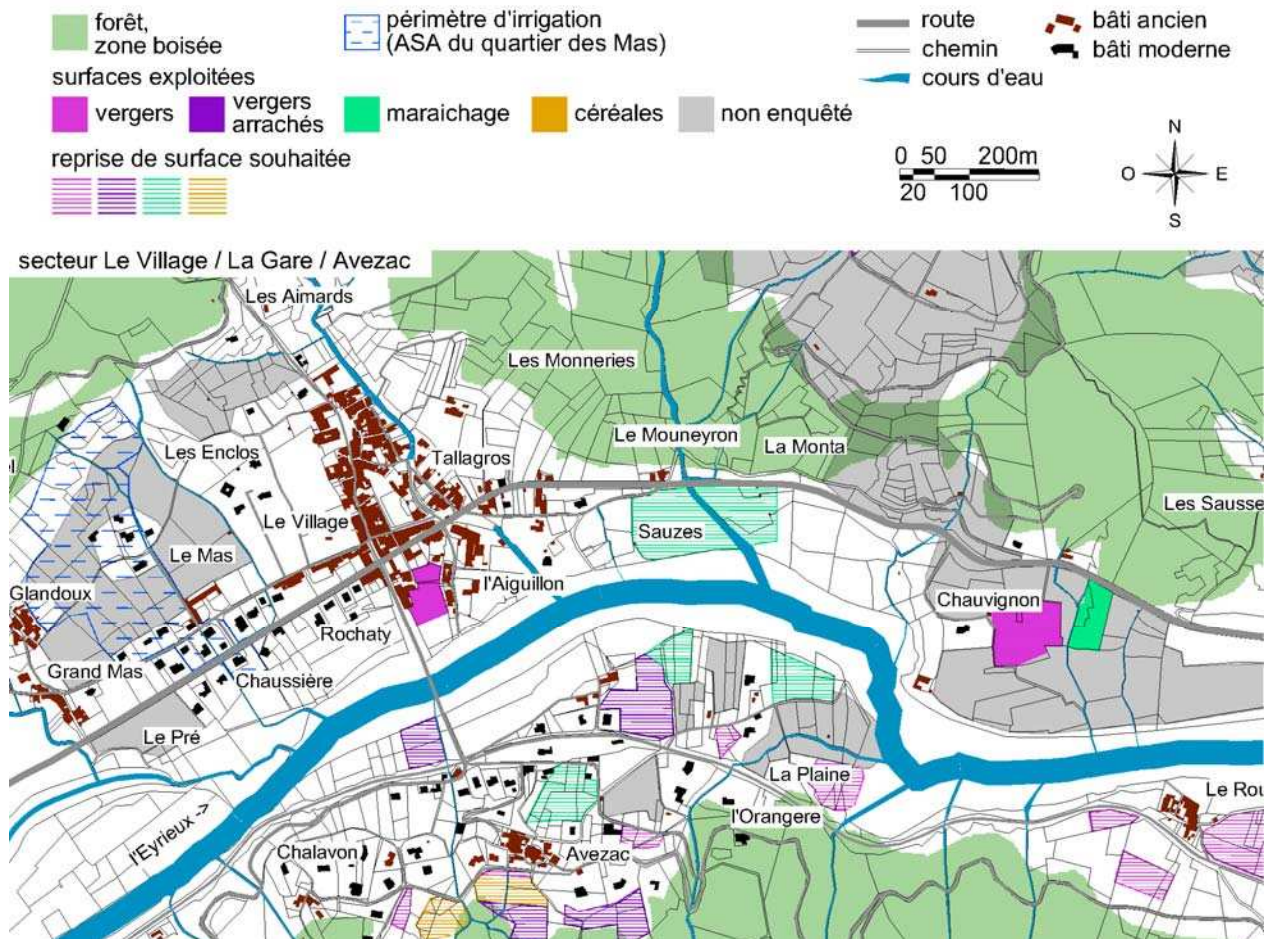 forêt,
zone boisée
périmètre d'irrigation
(ASA du quartier des Mas)
route
chemin
cours d'eau
bâti ancien
bâti moderne
surfaces exploitées
vergers
vergers
arrachés
maraichage
céréales
non enquêté
reprise de surface souhaitée
0 50 200m
20 100
N
O
E
S
secteur Le Village / La Gare / Avezac
Les Aimards
Les Monneries
Le Mouneyron
La Monta
Les Enclos
Tallagros
Les Sausse
Le Village
Sauzes
Le Mas
l'Aiguillon
Glandoux
Chauvignon
Rochaty
Grand Mas
Chaussière
Le Pré
La Plaine
Le Rou
l'Orangere
l'Eyrieux ->
Chalavon
Avezac